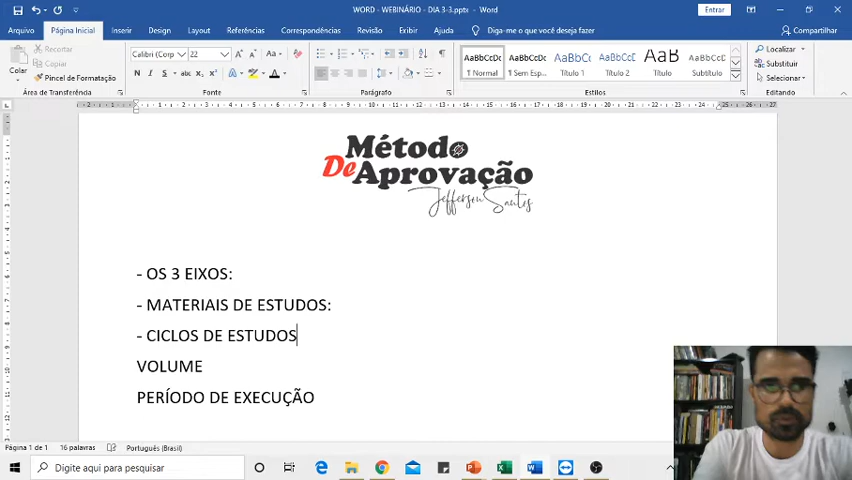 WORD - WEBINÁRIO - DIA 3-3.pptx - Word
Entrar
Arquivo Página Inicial Inserir Design Layout Referências Correspondências Revisão Exibir Ajuda Diga-me o que você deseja fazer Compartilhar
Recortar
Copiar
Colar
Pincel de Formatação
Área de Transferência
Calibri (Corp 22
N I S abc X₂ X²
Fonte
Parágrafo
AaBbCcDc AaBbCcDc AaBbCc AaBbCcD AaB AaBbCcD
¶ Normal ¶ Sem Esp... Título 1 Título 2 Título Subtítulo
Estilos
Localizar
Substituir
Selecionar
Editando
Método
De Aprovação
Jefferson Santos
- OS 3 EIXOS:
- MATERIAIS DE ESTUDOS:
- CICLOS DE ESTUDOS
VOLUME
PERÍODO DE EXECUÇÃO
Página 1 de 1 16 palavras Português (Brasil)
Digite aqui para pesquisar